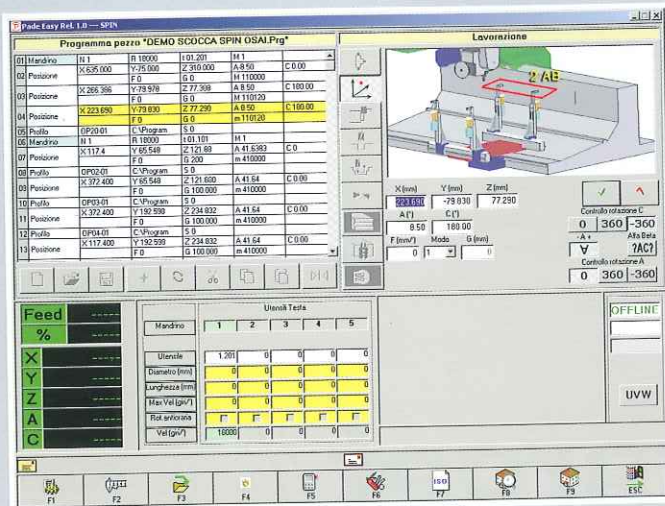 Pade Easy Rel. 1.0 --- SPIN
Programma pezzo "DEMO SCOCCA SPIN OSAI.Prg"
Lavorazione
01 Mandrino N 1 R 18000 t 01.201 M 1
02 Posizione X 635.000 Y-75.000 Z 310.000 A 8.50 C 0.00
F 0 G 0 M 110000
03 Posizione X 266.386 Y-79.978 Z 77.308 A 8.50 C 180.00
F 0 G 0 M 110120
04 Posizione X 223.690 Y-79.830 Z 77.290 A 8.50 C 180.00
F 0 G 0 m 110120
05 Profilo OP20-01 C:\Program S 0
06 Mandrino N 1 R 18000 t 01.101 M 1
07 Posizione X 117.4 Y 65.548 Z 121.88 A 41.6383 C 0
F 0 G 200 m 410000
08 Profilo OP02-01 C:\Program S 0
Posizione X 372.400 Y 65.548 Z 121.600 A 41.64 C 0.00
F 0 G 100.000 m 410000
10 Profilo OP03-01 C:\Program S 0
11 Posizione X 372.400 Y 192.598 Z 234.832 A 41.64 C 0.00
F 0 G 100.000 m 410000
12 Profilo OP04-01 C:\Program S 0
13 Posizione X 117.400 Y 192.598 Z 234.832 A 41.64 C 0.00
F 0 G 100.000 m 410000
2 AB
X (mm) Y (mm) Z (mm)
223.690 -79.830 77.290
A (°) C (°)
8.50 180.00
F (mm/') Modo G (mm)
0 1 0
Controllo rotazione C
0 360 -360
- A + Alfa Beta
?AC?
Controllo rotazione A
0 360 -360
Feed
%
X
Y
Z
A
C
Utensili Testa
Mandrino 1 2 3 4 5
Utensile 1.201 0 0 0 0
Diametro (mm) 0 0 0 0 0
Lunghezza (mm) 0 0 0 0 0
Max Vel (giri/') 0 0 0 0 0
Rot.antioraria
Vel (giri/') 18000 0 0 0 0
OFFLINE
UVW
F1 F2 F3 F4 F5 F6 ISO F7 F8 F9 ESC